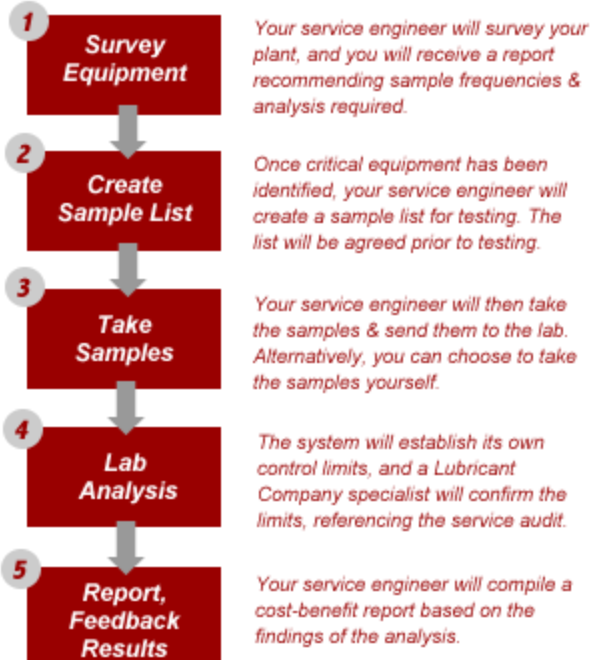 1
Survey
Equipment
Your service engineer will survey your
plant, and you will receive a report
recommending sample frequencies &
analysis required.
2
Create
Sample List
Once critical equipment has been
identified, your service engineer will
create a sample list for testing. The
list will be agreed prior to testing.
3
Take
Samples
Your service engineer will then take
the samples & send them to the lab.
Alternatively, you can choose to take
the samples yourself.
4
Lab
Analysis
The system will establish its own
control limits, and a Lubricant
Company specialist will confirm the
limits, referencing the service audit.
5
Report,
Feedback
Results
Your service engineer will compile a
cost-benefit report based on the
findings of the analysis.